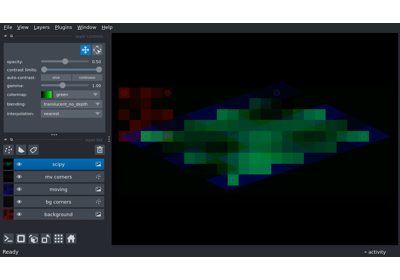 File View Layers Plugins Window Help
opacity: 0.50
contrast limits:
auto-contrast: once continuous
gamma: 1.00
colormap: green
blending: translucent_no_depth
interpolation: nearest
scipy
mv corners
moving
bg corners
background
Ready
activity